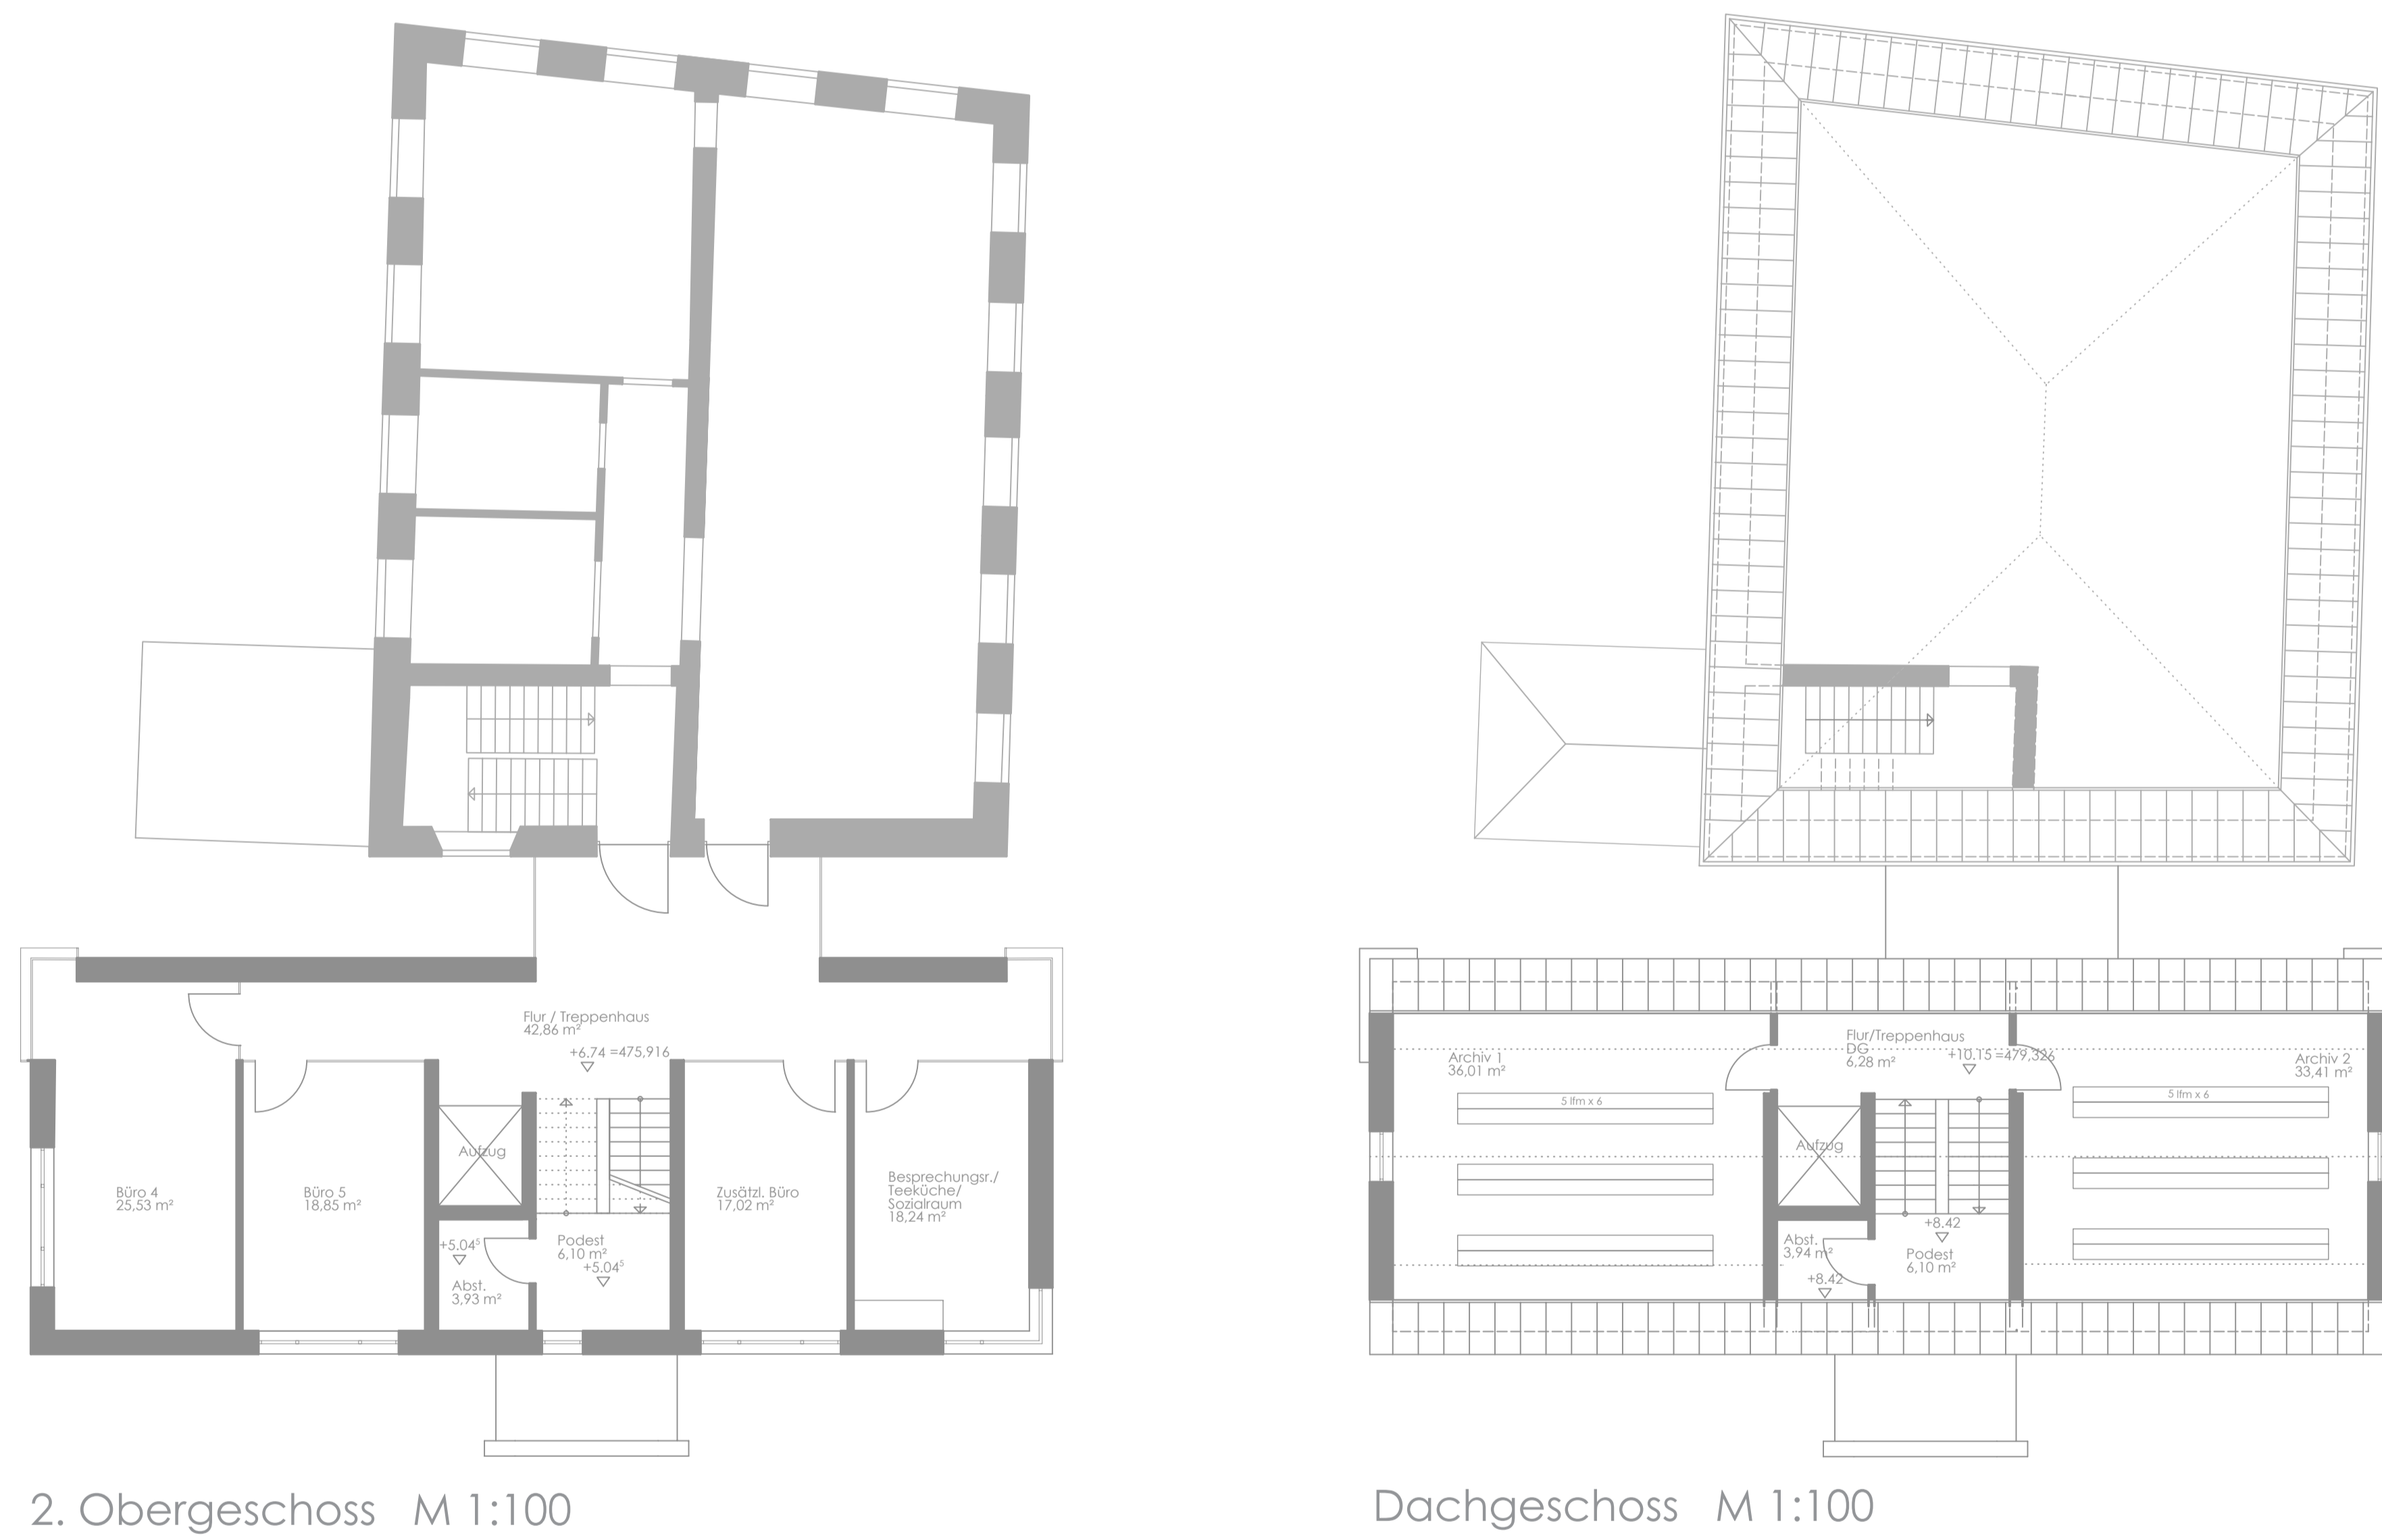 Flur / Treppenhaus
42,86 m²
+6.74 =475,916
Aufzug
Büro 4
25,53 m²
Büro 5
18,85 m²
Zusätzl. Büro
17,02 m²
Besprechungsr./
Teeküche/
Sozialraum
18,24 m²
+5.04⁵
Podest
6,10 m²
+5.04⁵
Abst.
3,93 m²
2. Obergeschoss M 1:100
Flur/Treppenhaus
DG
6,28 m²
+10.15 =479,326
Archiv 1
36,01 m²
Archiv 2
33,41 m²
5 lfm x 6
5 lfm x 6
Aufzug
+8.42
Abst.
3,94 m²
Podest
6,10 m²
+8.42
Dachgeschoss M 1:100